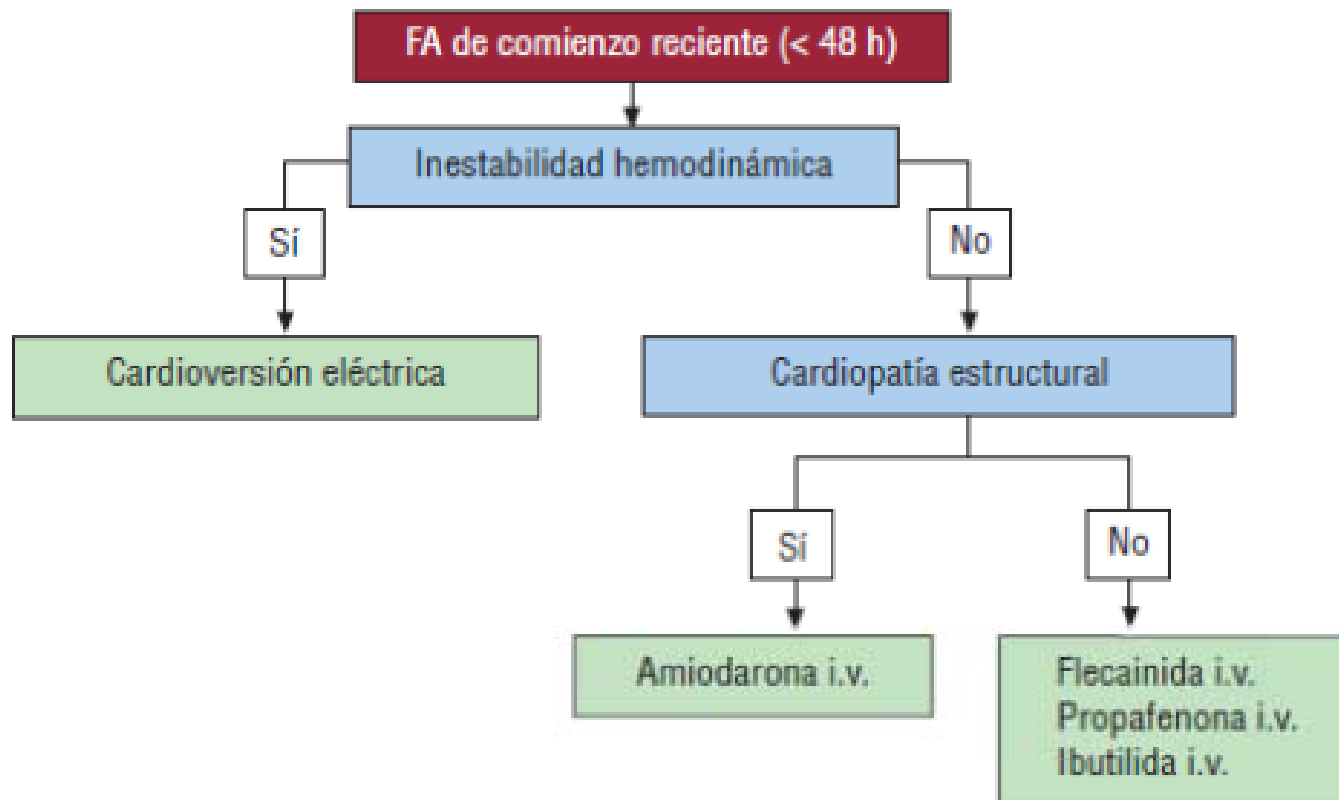 FA de comienzo reciente (< 48 h)
Inestabilidad hemodinámica
Sí
No
Cardioversión eléctrica
Cardiopatía estructural
Sí
No
Amiodarona i.v.
Flecainida i.v.
Propafenona i.v.
Ibutilida i.v.